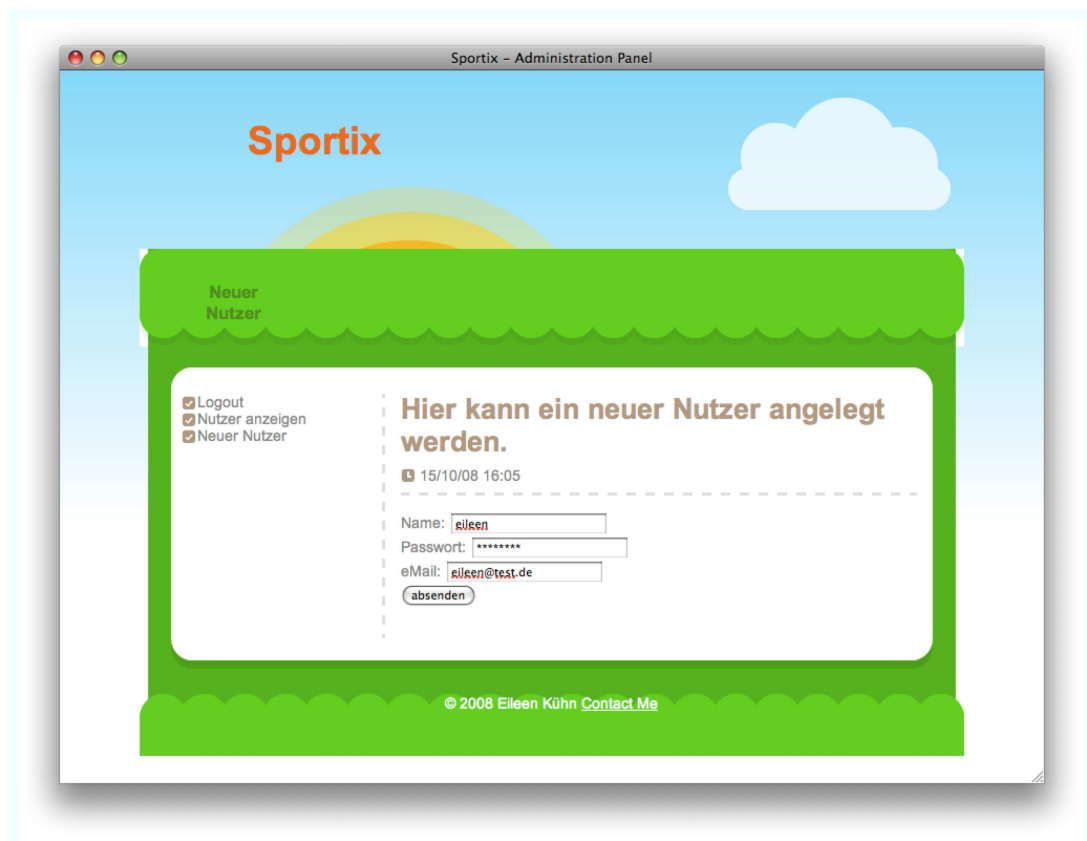 Sportix – Administration Panel
Sportix
Neuer
Nutzer
Logout
Nutzer anzeigen
Neuer Nutzer
Hier kann ein neuer Nutzer angelegt
werden.
15/10/08 16:05
Name: eileen
Passwort: ********
eMail: eileen@test.de
absenden
© 2008 Eileen Kühn Contact Me